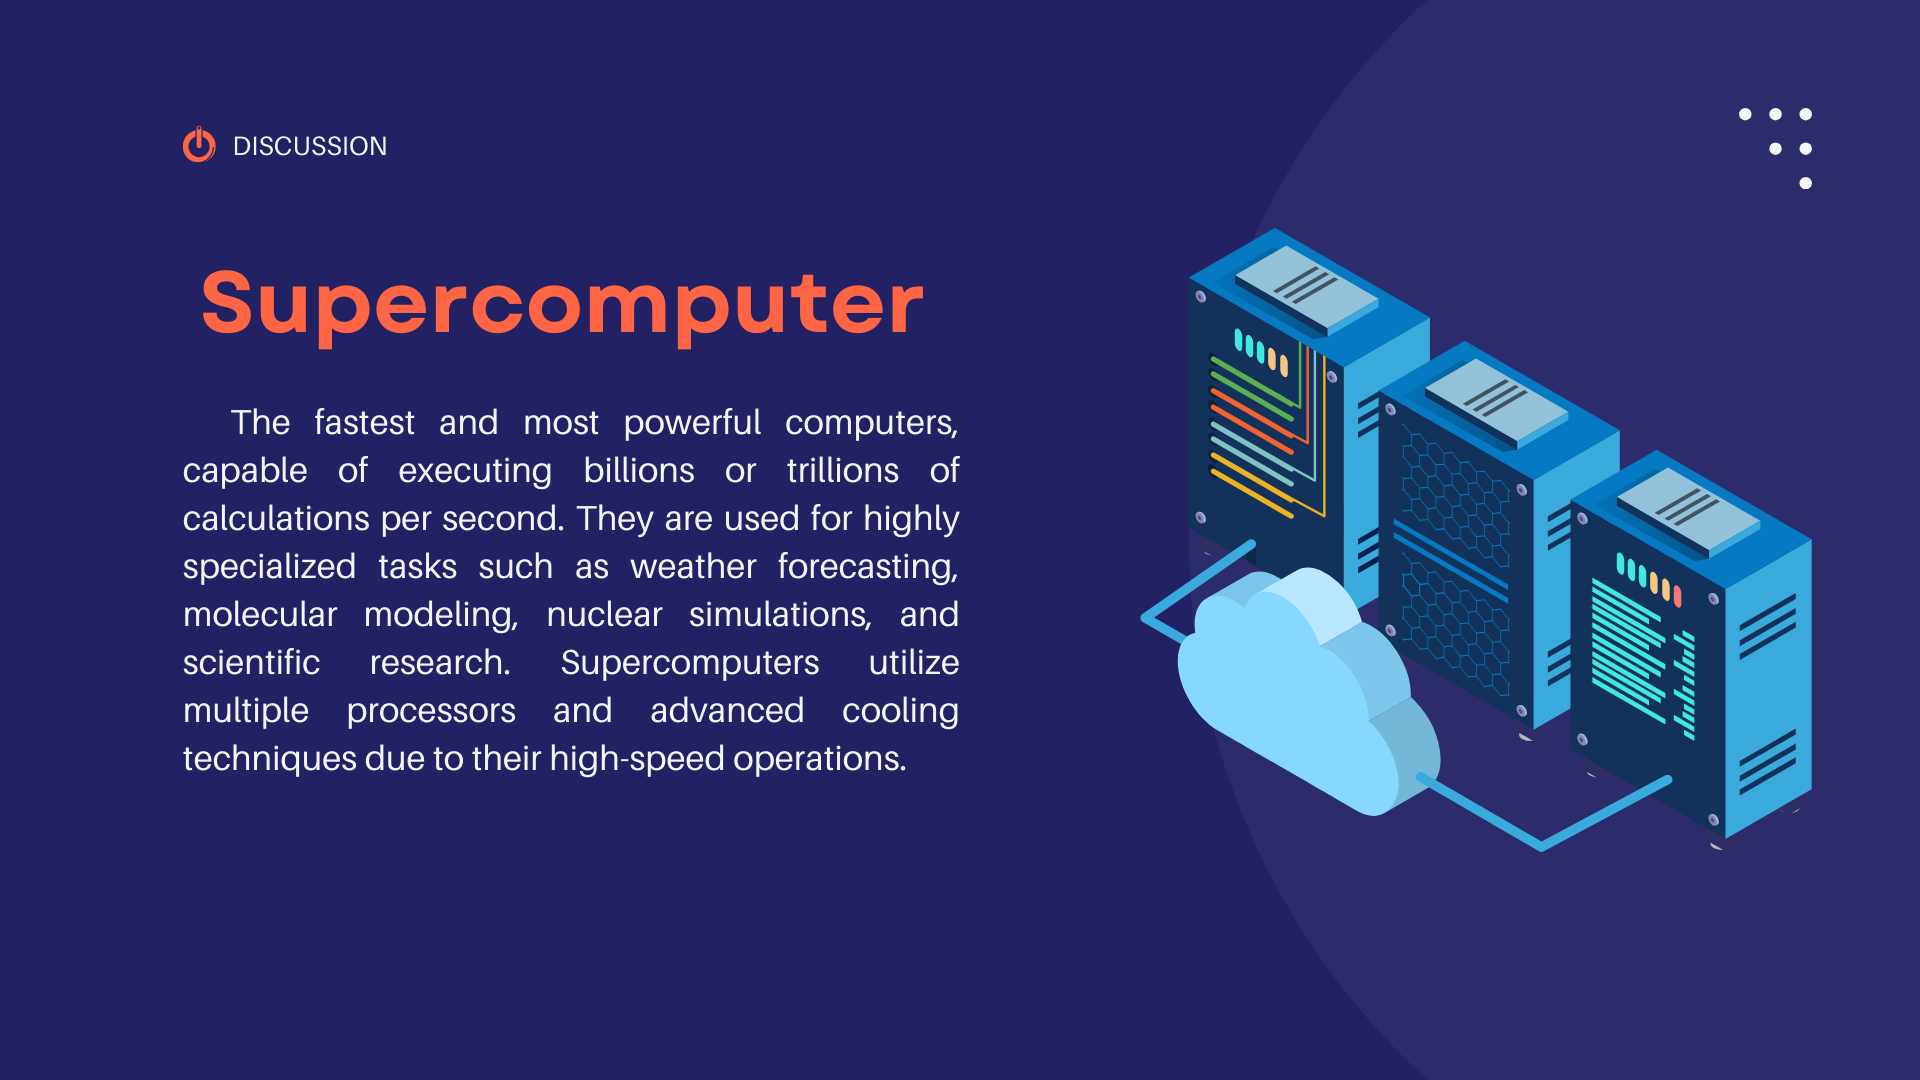 DISCUSSION
Supercomputer
The fastest and most powerful computers,
capable of executing billions or trillions of
calculations per second. They are used for highly
specialized tasks such as weather forecasting,
molecular modeling, nuclear simulations, and
scientific research. Supercomputers utilize
multiple processors and advanced cooling
techniques due to their high-speed operations.